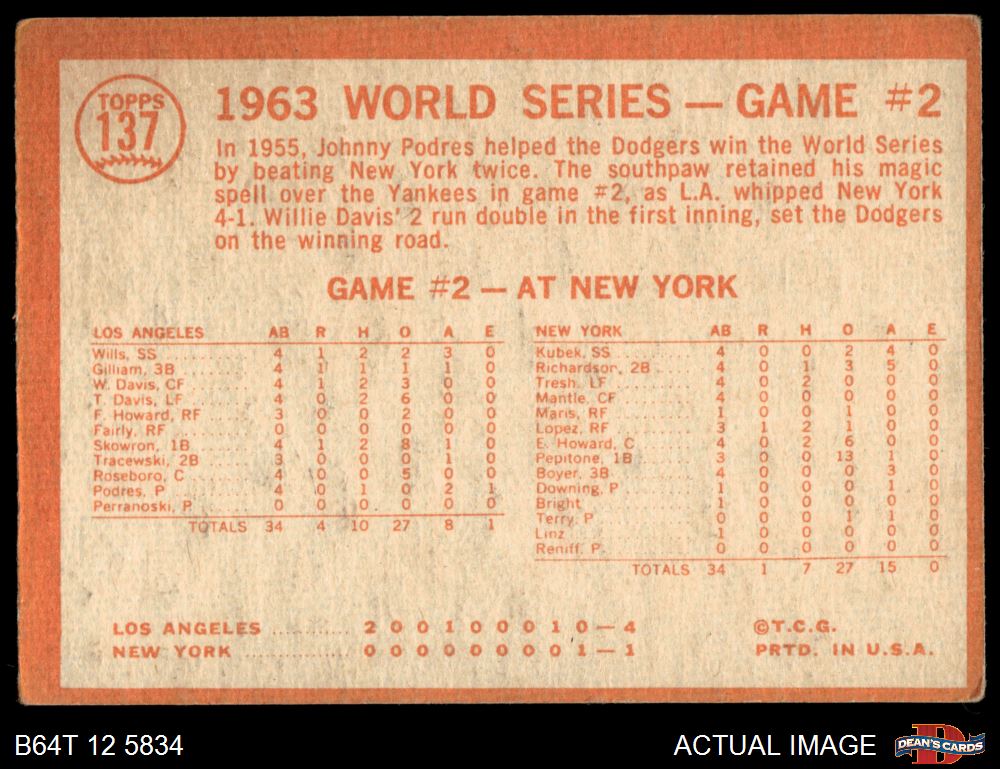 TOPPS
137
1963 WORLD SERIES — GAME #2
In 1955, Johnny Podres helped the Dodgers win the World Series
by beating New York twice. The southpaw retained his magic
spell over the Yankees in game #2, as L.A. whipped New York
4-1. Willie Davis' 2 run double in the first inning, set the Dodgers
on the winning road.
GAME #2 — AT NEW YORK
LOS ANGELES AB R H O A E
Wills, SS 4 1 2 2 3 0
Gilliam, 3B 4 1 1 1 1 0
W. Davis, CF 4 1 2 3 0 0
T. Davis, LF 4 0 2 6 0 0
F. Howard, RF 3 0 0 2 0 0
Fairly, RF 0 0 0 0 0 0
Skowron, 1B 4 1 2 8 1 0
Tracewski, 2B 3 0 0 0 1 0
Roseboro, C 4 0 0 5 0 0
Podres, P 4 0 1 0 2 1
Perranoski, P 0 0 0 0 0 0
TOTALS 34 4 10 27 8 1
NEW YORK AB R H O A E
Kubek, SS 4 0 0 2 4 0
Richardson, 2B 4 0 1 3 5 0
Tresh, LF 4 0 2 0 0 0
Mantle, CF 4 0 0 0 0 0
Maris, RF 1 0 0 1 0 0
Lopez, RF 3 1 2 1 0 0
E. Howard, C 4 0 2 6 0 0
Pepitone, 1B 3 0 0 13 1 0
Boyer, 3B 4 0 0 0 3 0
Downing, P 1 0 0 0 1 0
Bright 1 0 0 0 0 0
Terry, P 0 0 0 1 1 0
Linz 1 0 0 0 0 0
Reniff, P 0 0 0 0 0 0
TOTALS 34 1 7 27 15 0
LOS ANGELES 2 0 0 1 0 0 0 1 0 — 4
NEW YORK 0 0 0 0 0 0 0 0 1 — 1
©T.C.G.
PRTD. IN U.S.A.
B64T 12 5834
ACTUAL IMAGE
D
DEAN'S CARDS